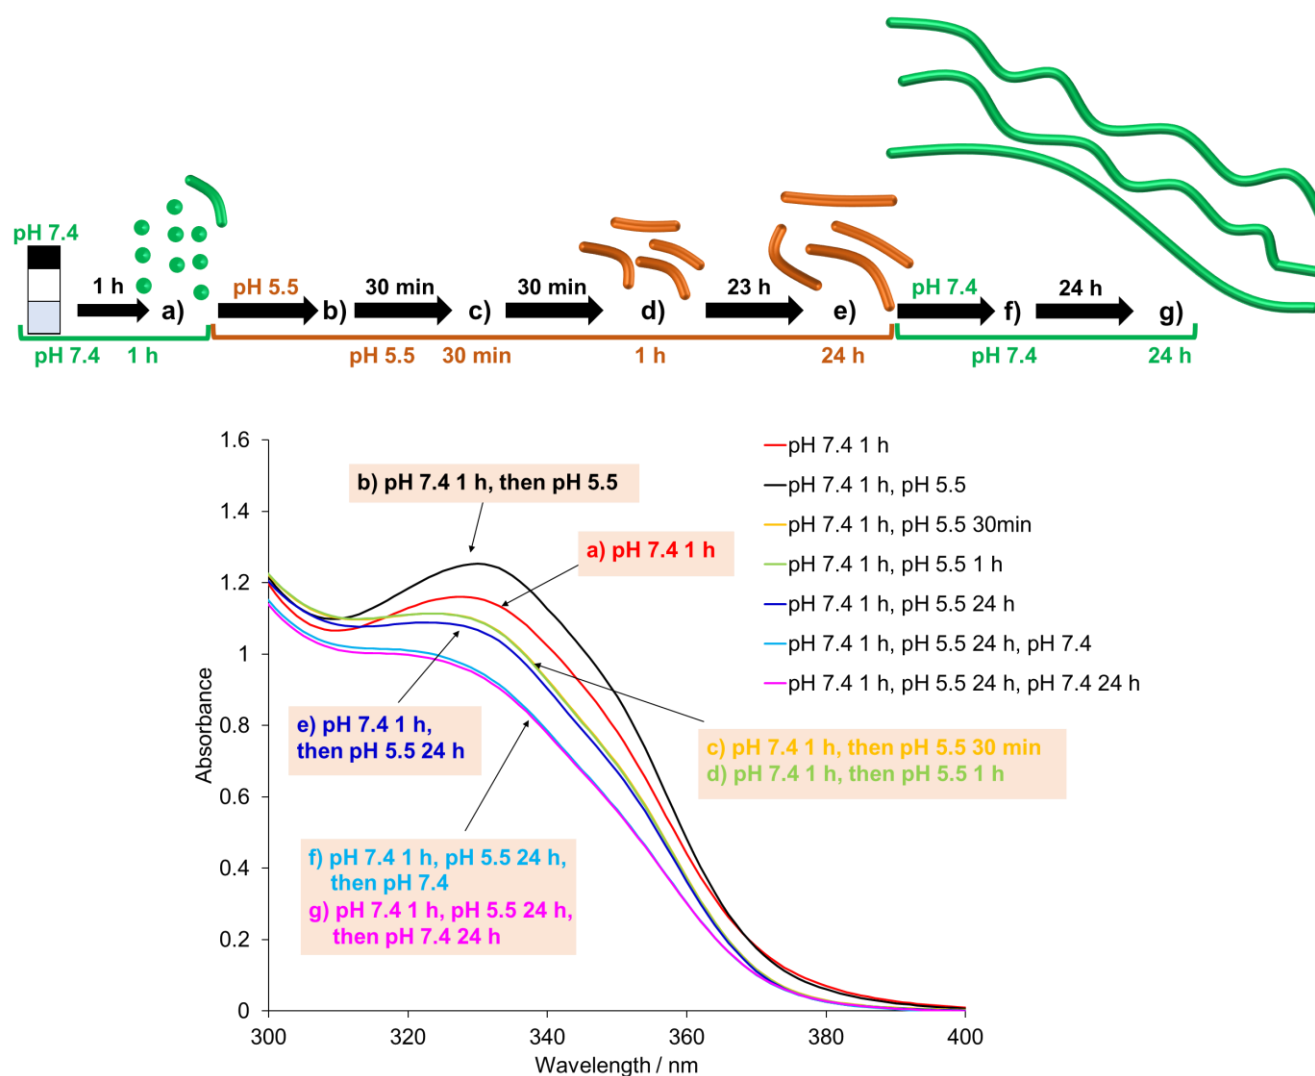 pH 7.4
1 h
a)
pH 5.5
b)
30 min
c)
30 min
d)
23 h
e)
pH 7.4
f)
24 h
g)
pH 7.4 1 h
pH 5.5 30 min 1 h 24 h
pH 7.4 24 h
1.6
1.4
1.2
1
0.8
0.6
0.4
0.2
0
Absorbance
300 320 340 360 380 400
Wavelength / nm
b) pH 7.4 1 h, then pH 5.5
a) pH 7.4 1 h
e) pH 7.4 1 h,
then pH 5.5 24 h
c) pH 7.4 1 h, then pH 5.5 30 min
d) pH 7.4 1 h, then pH 5.5 1 h
f) pH 7.4 1 h, pH 5.5 24 h,
then pH 7.4
g) pH 7.4 1 h, pH 5.5 24 h,
then pH 7.4 24 h
pH 7.4 1 h
pH 7.4 1 h, pH 5.5
pH 7.4 1 h, pH 5.5 30min
pH 7.4 1 h, pH 5.5 1 h
pH 7.4 1 h, pH 5.5 24 h
pH 7.4 1 h, pH 5.5 24 h, pH 7.4
pH 7.4 1 h, pH 5.5 24 h, pH 7.4 24 h